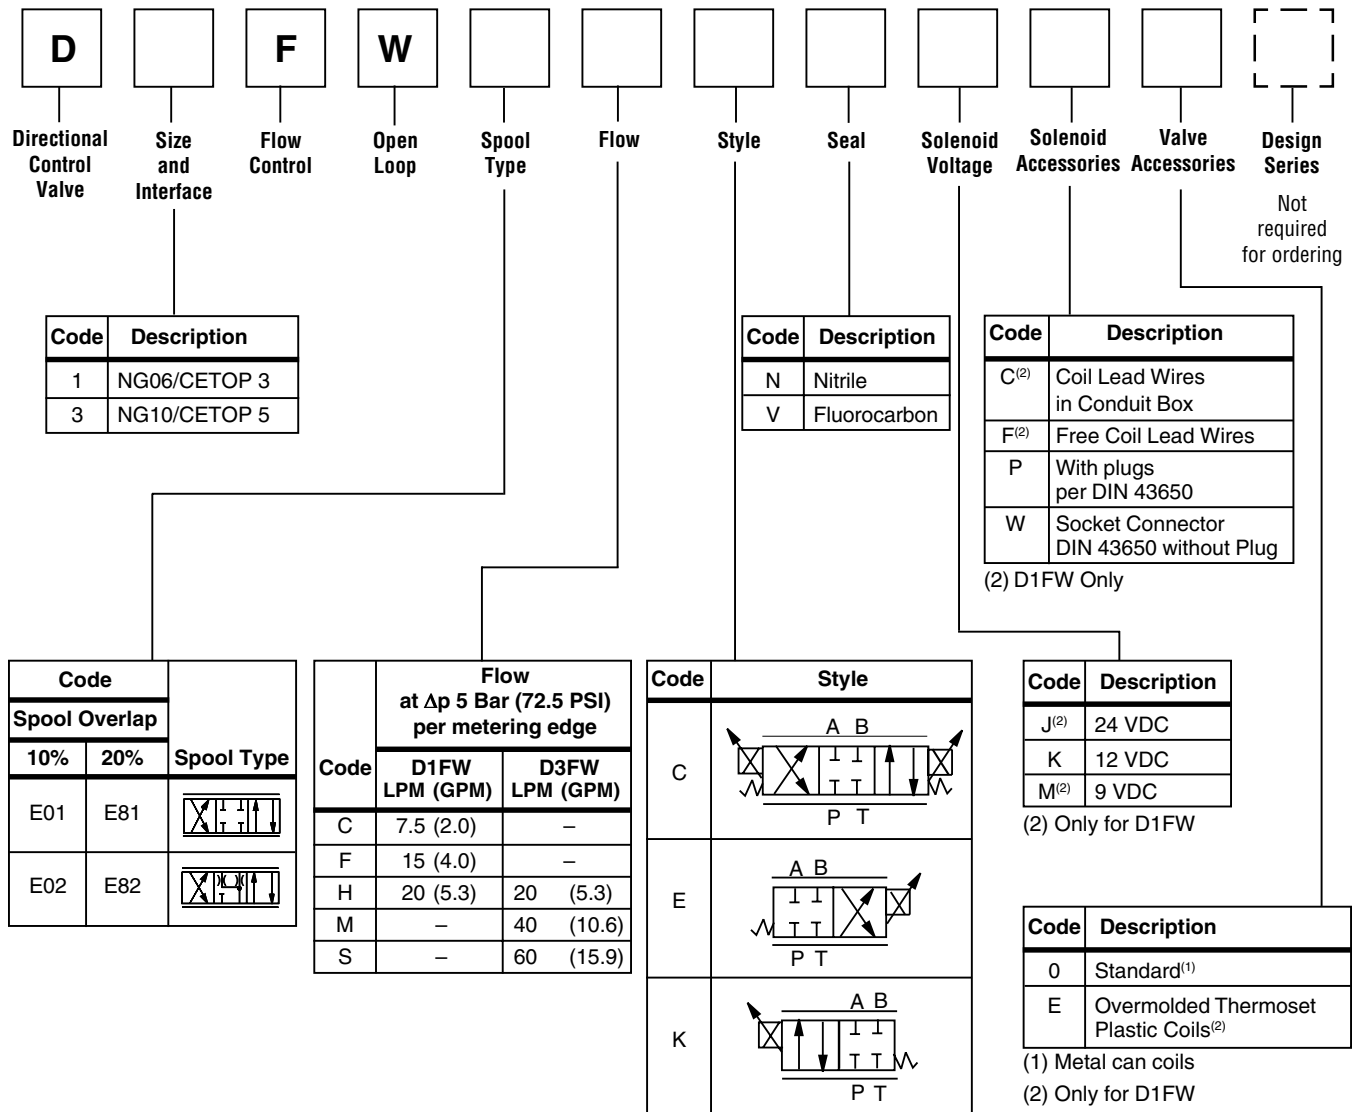 D F W
Directional
Control
Valve
Size
and
Interface
Flow
Control
Open
Loop
Spool
Type
Flow
Style
Seal
Solenoid
Voltage
Solenoid
Accessories
Valve
Accessories
Design
Series
Not
required
for ordering
Code Description
1 NG06/CETOP 3
3 NG10/CETOP 5
Code Description
N Nitrile
V Fluorocarbon
Code Description
C(2) Coil Lead Wires
in Conduit Box
F(2) Free Coil Lead Wires
P With plugs
per DIN 43650
W Socket Connector
DIN 43650 without Plug
(2) D1FW Only
Code
Spool Overlap
10% 20% Spool Type
E01 E81
E02 E82
Code
Flow
at Δp 5 Bar (72.5 PSI)
per metering edge
D1FW
LPM (GPM)
D3FW
LPM (GPM)
C 7.5 (2.0) –
F 15 (4.0) –
H 20 (5.3) 20 (5.3)
M – 40 (10.6)
S – 60 (15.9)
Code Style
C
A B
P T
E
A B
P T
K
A B
P T
Code Description
J(2) 24 VDC
K 12 VDC
M(2) 9 VDC
(2) Only for D1FW
Code Description
0 Standard(1)
E Overmolded Thermoset
Plastic Coils(2)
(1) Metal can coils
(2) Only for D1FW